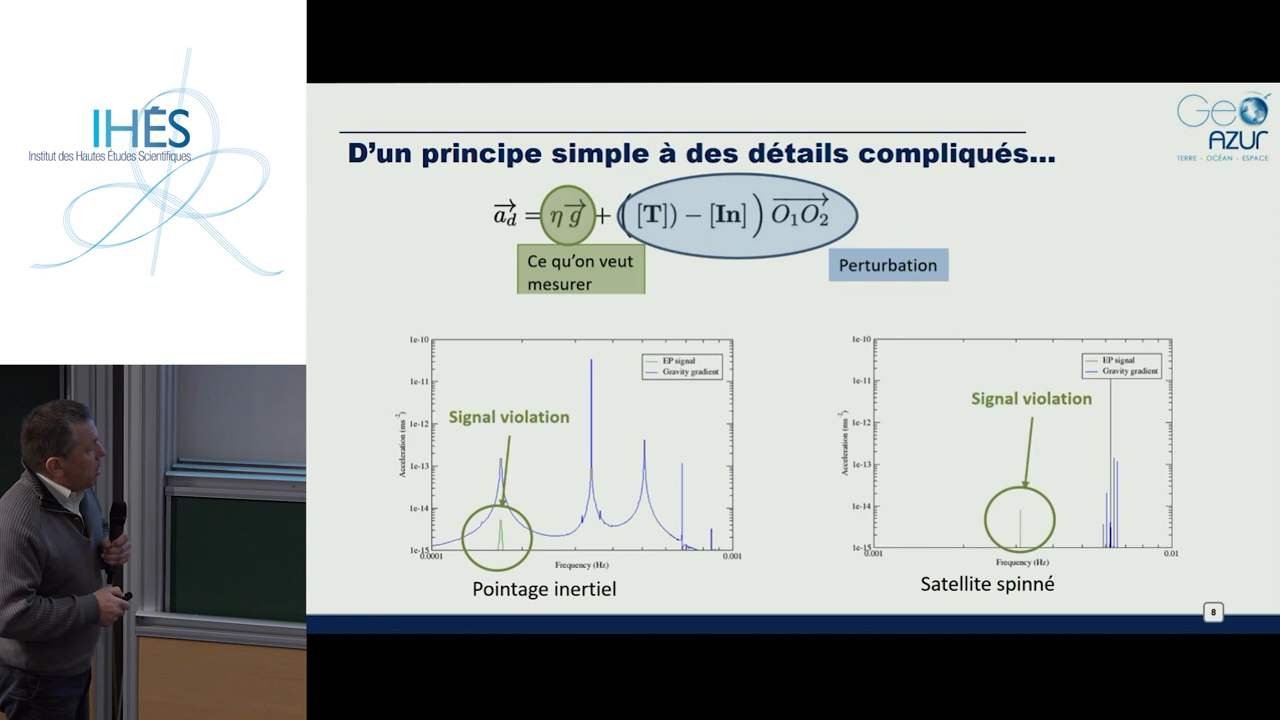 IHÉS
Institut des Hautes Études Scientifiques
GeO
AZUR
TERRE - OCÉAN - ESPACE
D'un principe simple à des détails compliqués...
a⃗_d = η g⃗ + ( [T]) − [In] ) O₁O₂⃗
Ce qu'on veut
mesurer
Perturbation
1e-10
1e-11
1e-12
1e-13
1e-14
1e-15
Acceleration (ms⁻²)
EP signal
Gravity gradient
Signal violation
0.0001
0.001
Frequency (Hz)
Pointage inertiel
1e-10
1e-11
1e-12
1e-13
1e-14
1e-15
Acceleration (ms⁻²)
EP signal
Gravity gradient
Signal violation
0.001
0.01
Frequency (Hz)
Satellite spinné
8